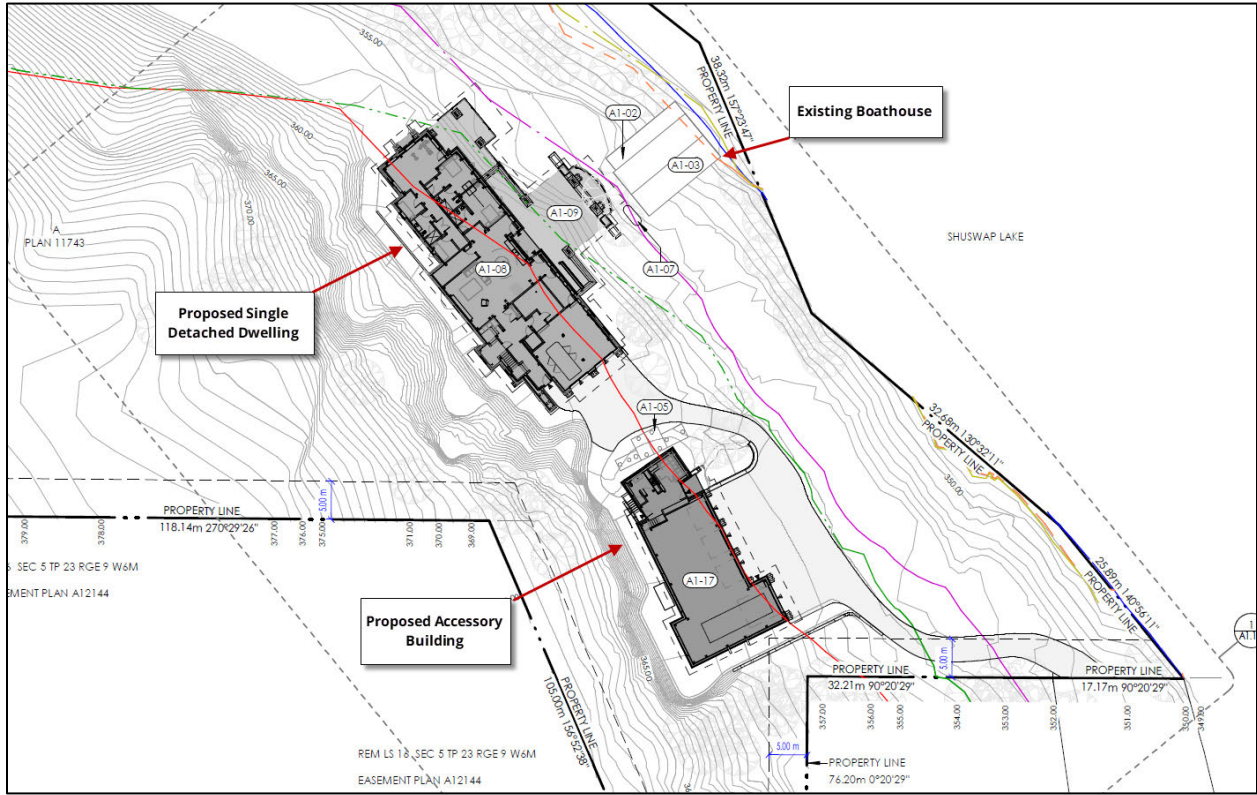 355.00
38.32m 157°23'47"
PROPERTY LINE
A1-02
Existing Boathouse
360.00
A1-03
365.00
370.00
A1-09
A
PLAN 11743
SHUSWAP LAKE
A1-08
A1-07
Proposed Single
Detached Dwelling
A1-05
32.68m 130°32'11"
PROPERTY LINE
350.00
5.00 m
PROPERTY LINE
118.14m 270°29'26"
379.00
378.00
377.00
376.00
375.00
371.00
370.00
369.00
SEC 5 TP 23 RGE 9 W6M
EMENT PLAN A12144
A1-17
25.89m 140°56'11"
PROPERTY LINE
Proposed Accessory
Building
1
A1.1
365.00
5.00 m
PROPERTY LINE
32.21m 90°20'29"
PROPERTY LINE
17.17m 90°20'29"
PROPERTY LINE
105.00m 156°52'38"
357.00
356.00
355.00
354.00
353.00
352.00
351.00
350.00
349.00
5.00 m
REM LS 16, SEC 5 TP 23 RGE 9 W6M
EASEMENT PLAN A12144
PROPERTY LINE
76.20m 0°20'29"